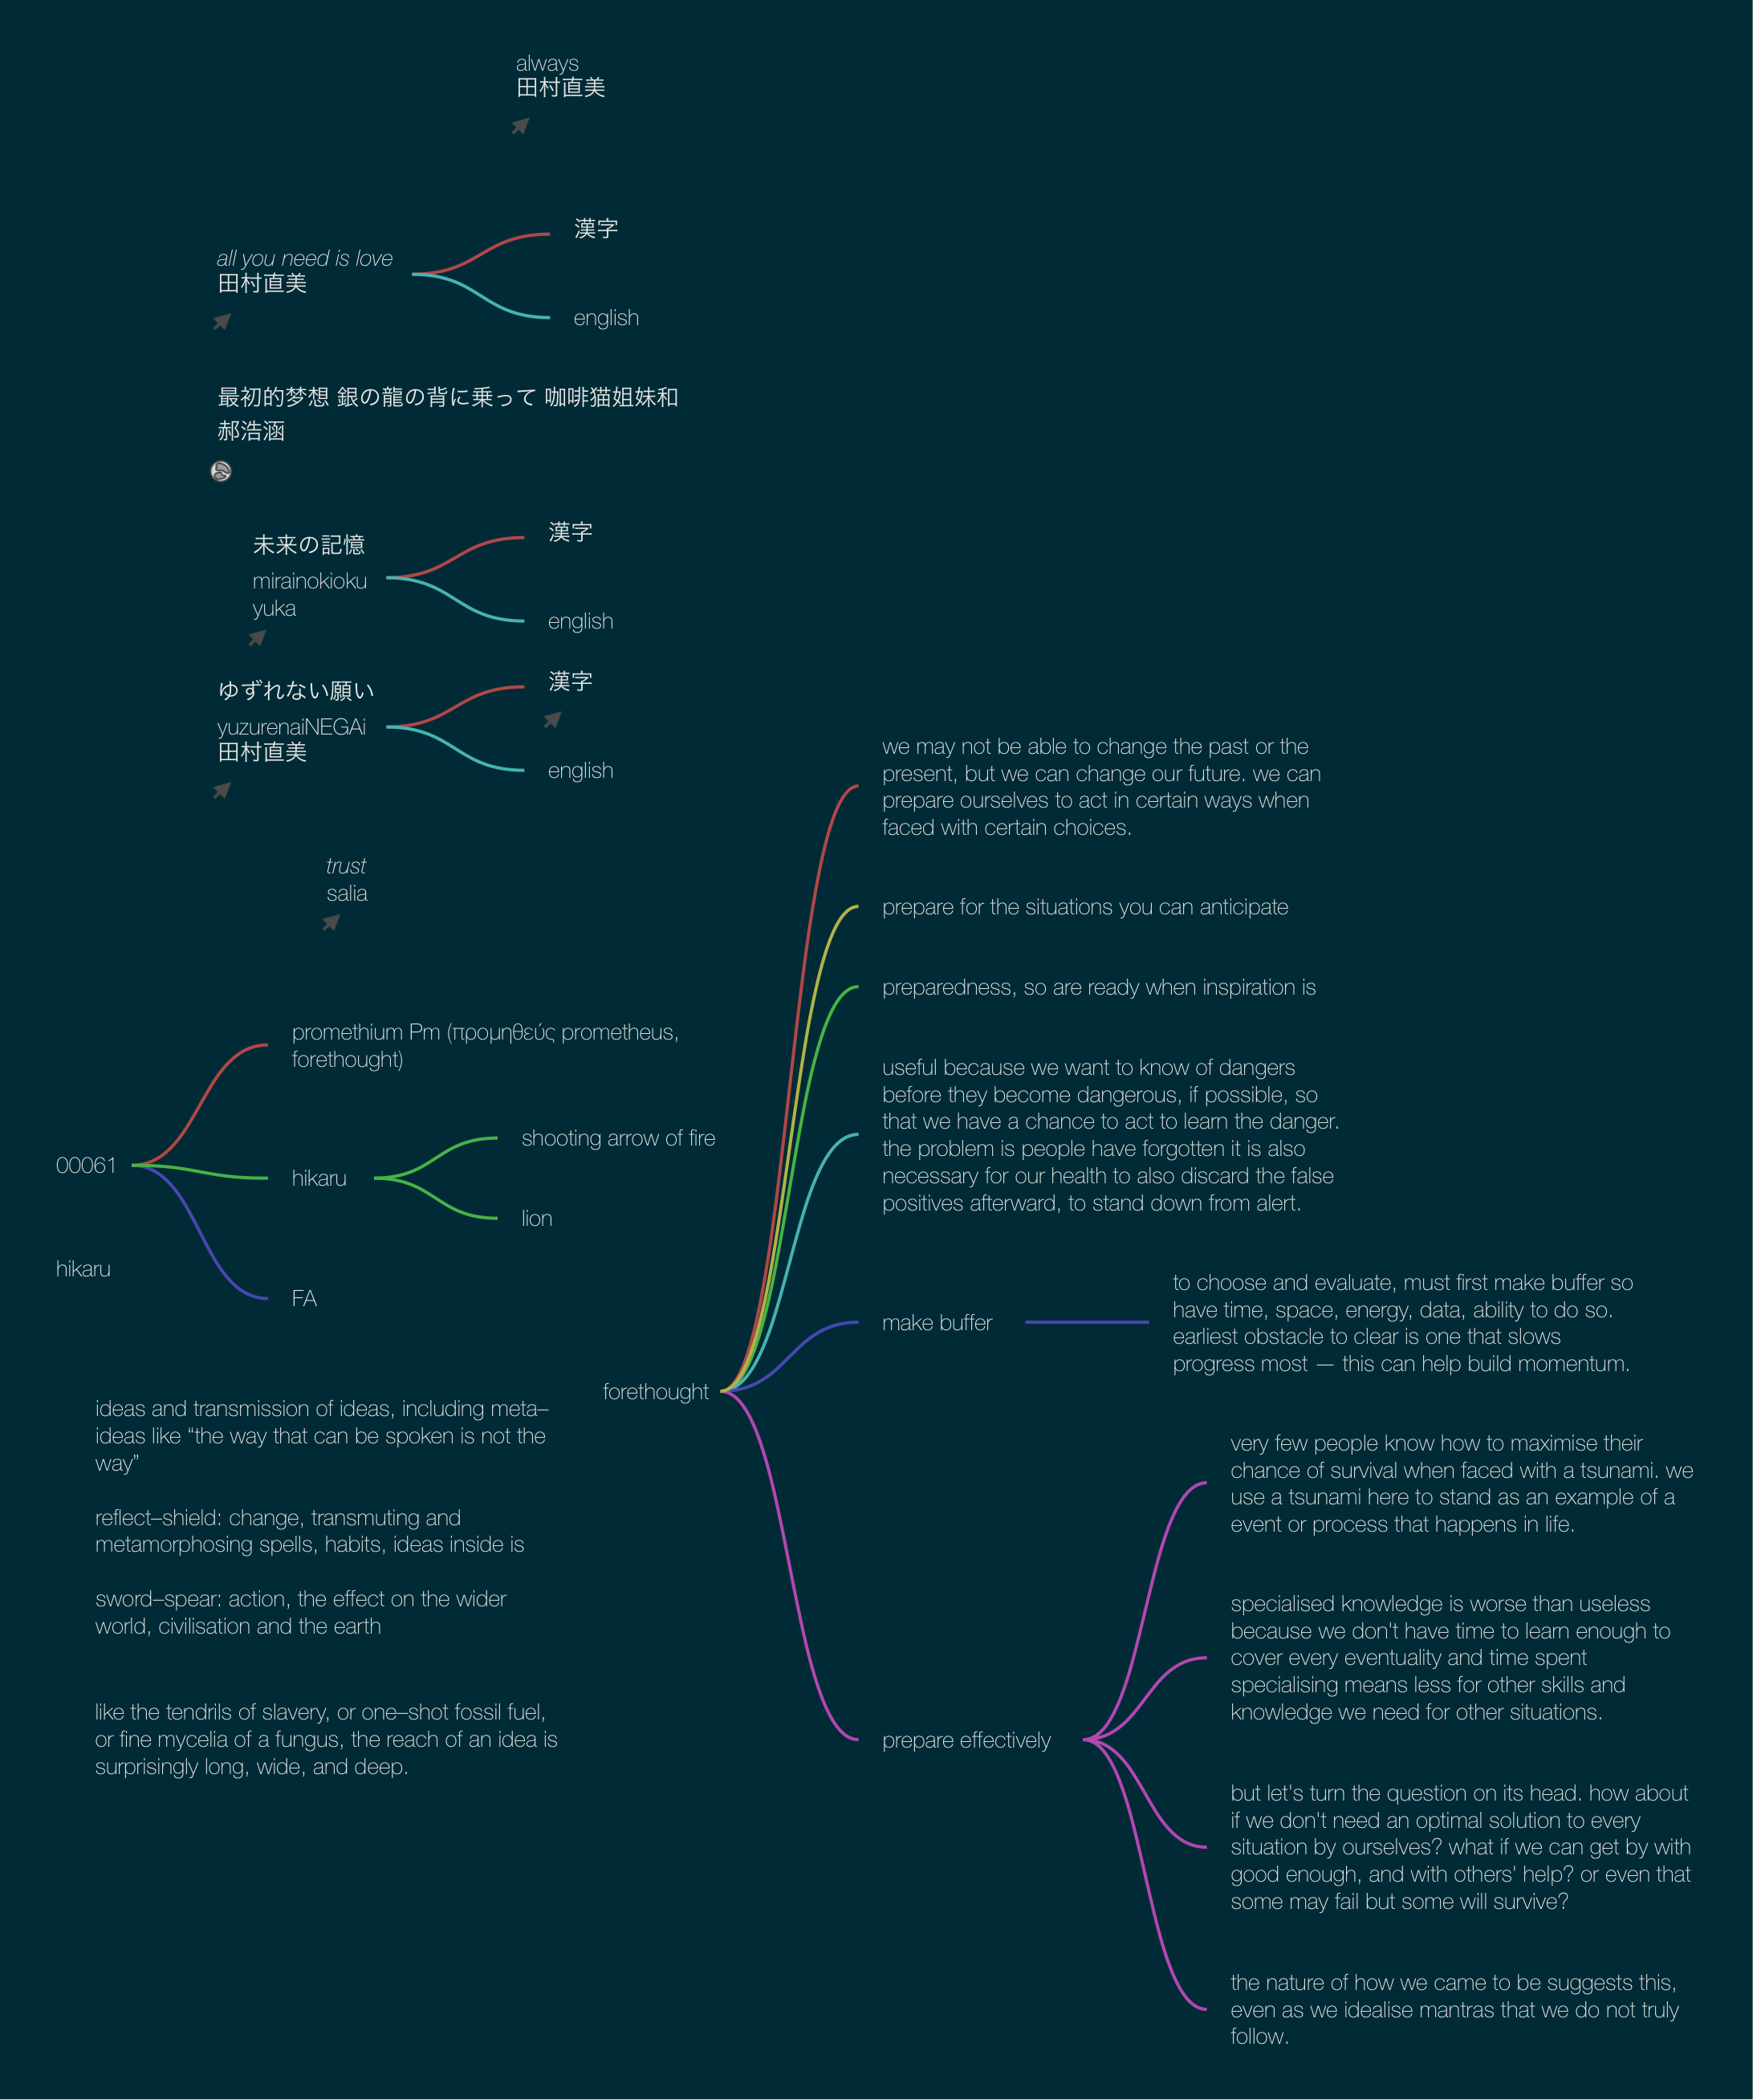 always
田村直美
漢字
all you need is love
田村直美
english
最初的梦想 銀の龍の背に乗って 咖啡猫姐妹和
郝浩涵
漢字
未来の記憶
mirainokioku
yuka
english
漢字
ゆずれない願い
yuzurenaiNEGAi
田村直美
english
trust
salia
promethium Pm (προμηθεύς prometheus,
forethought)
shooting arrow of fire
00061
hikaru
lion
hikaru
FA
ideas and transmission of ideas, including meta–
ideas like “the way that can be spoken is not the
way”
reflect–shield: change, transmuting and
metamorphosing spells, habits, ideas inside is
sword–spear: action, the effect on the wider
world, civilisation and the earth
like the tendrils of slavery, or one–shot fossil fuel,
or fine mycelia of a fungus, the reach of an idea is
surprisingly long, wide, and deep.
forethought
we may not be able to change the past or the
present, but we can change our future. we can
prepare ourselves to act in certain ways when
faced with certain choices.
prepare for the situations you can anticipate
preparedness, so are ready when inspiration is
useful because we want to know of dangers
before they become dangerous, if possible, so
that we have a chance to act to learn the danger.
the problem is people have forgotten it is also
necessary for our health to also discard the false
positives afterward, to stand down from alert.
make buffer
to choose and evaluate, must first make buffer so
have time, space, energy, data, ability to do so.
earliest obstacle to clear is one that slows
progress most — this can help build momentum.
prepare effectively
very few people know how to maximise their
chance of survival when faced with a tsunami. we
use a tsunami here to stand as an example of a
event or process that happens in life.
specialised knowledge is worse than useless
because we don't have time to learn enough to
cover every eventuality and time spent
specialising means less for other skills and
knowledge we need for other situations.
but let's turn the question on its head. how about
if we don't need an optimal solution to every
situation by ourselves? what if we can get by with
good enough, and with others' help? or even that
some may fail but some will survive?
the nature of how we came to be suggests this,
even as we idealise mantras that we do not truly
follow.